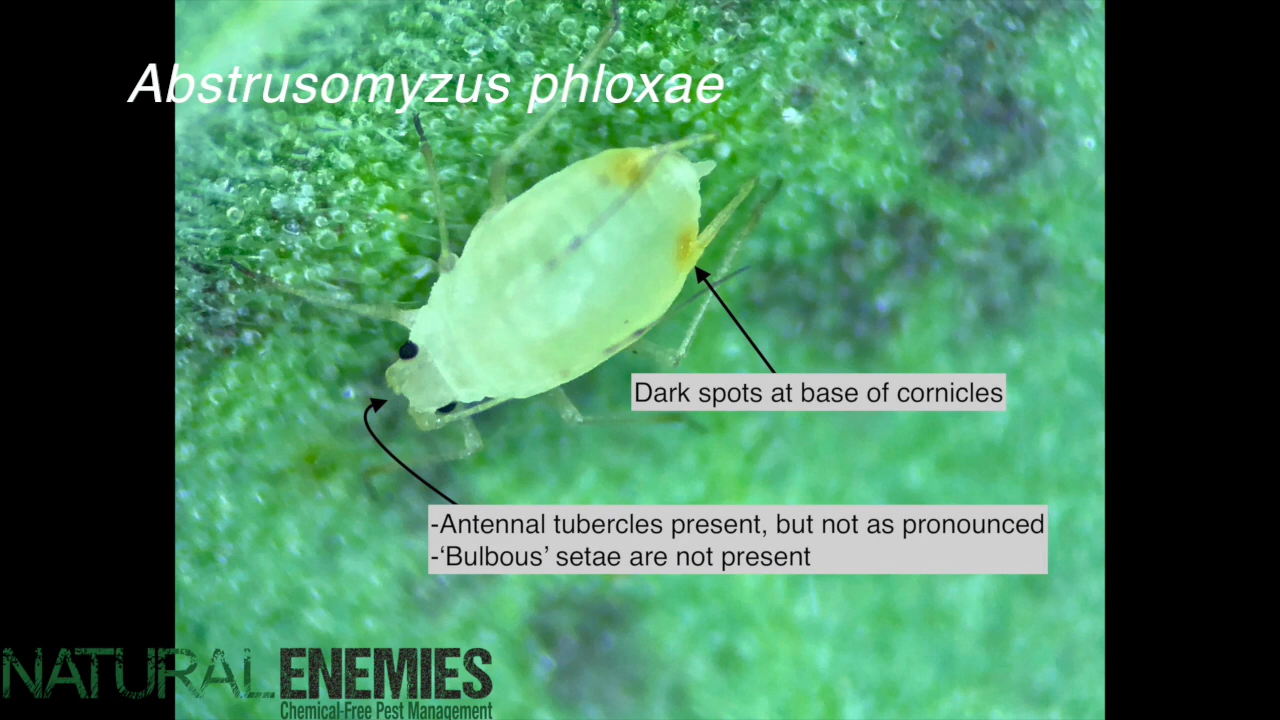 Abstrusomyzus phloxae
Dark spots at base of cornicles
-Antennal tubercles present, but not as pronounced
-‘Bulbous’ setae are not present
NATURAL ENEMIES
Chemical-Free Pest Management